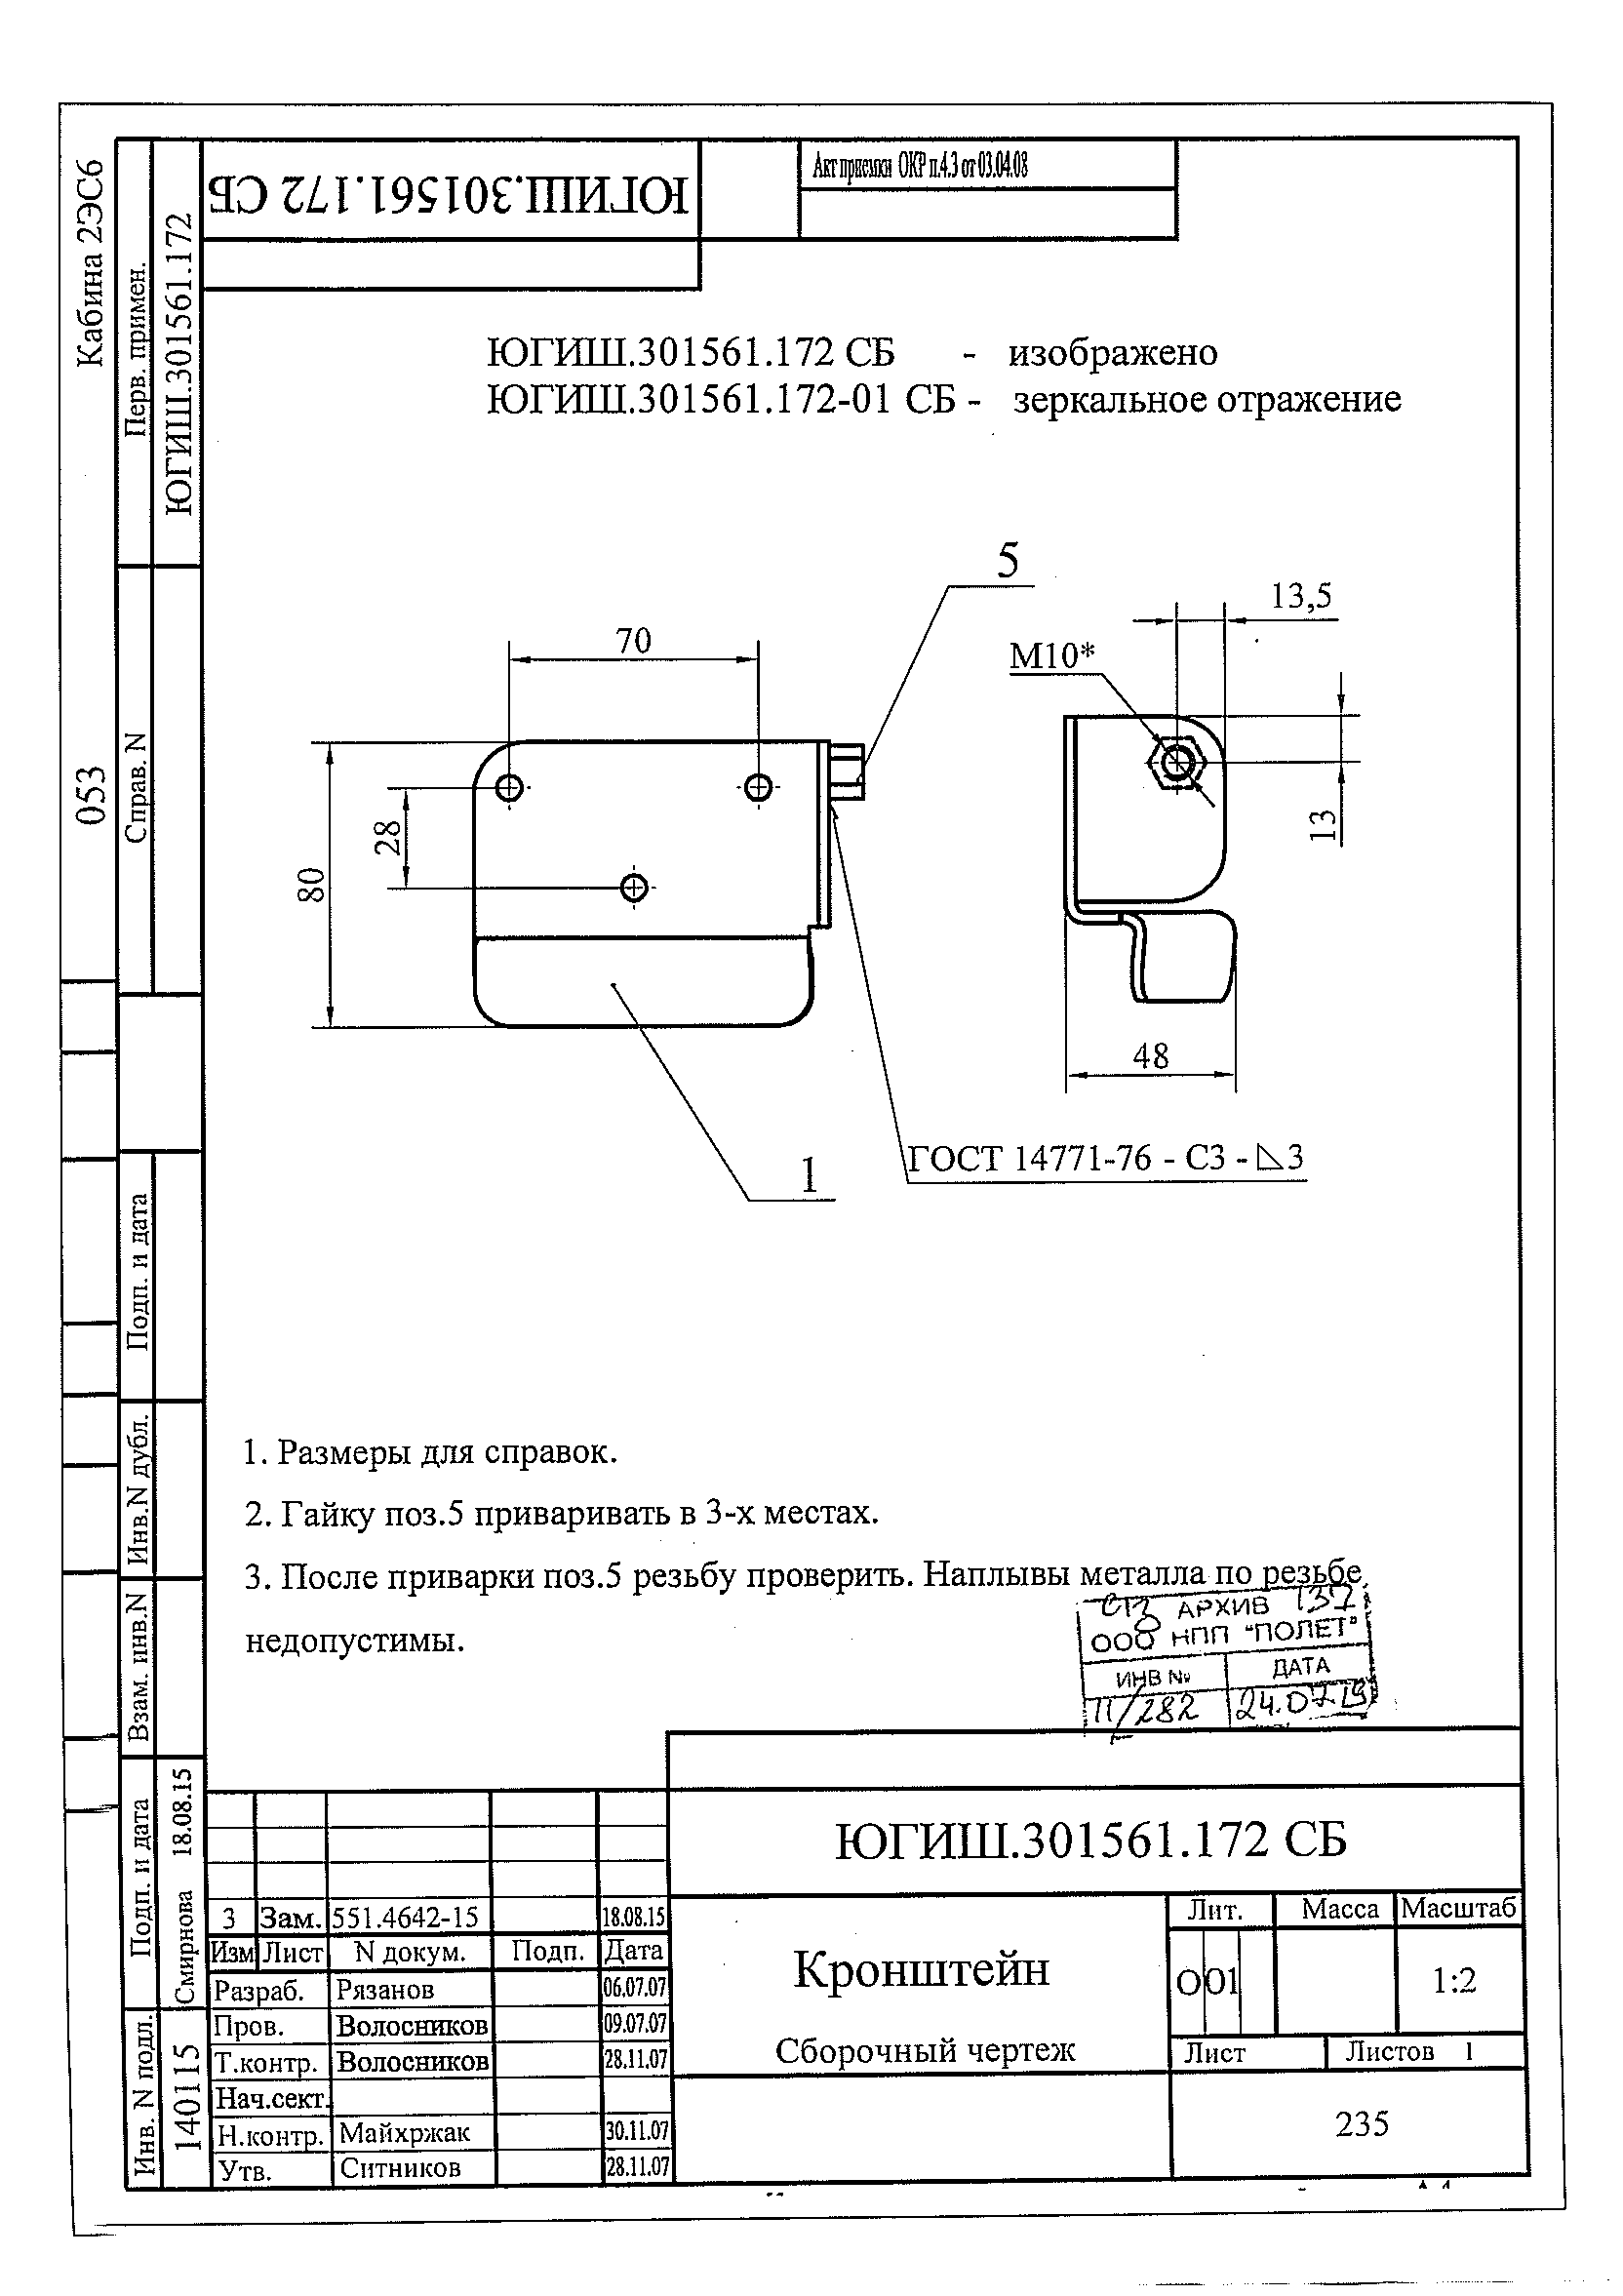 Кабина 2ЭС6
053
Перв. примен.
ЮГИШ.301561.172
Справ. N
Подп. и дата
Инв.N дубл.
Взам. инв.N
Подп. и дата
Смирнова 18.08.15
Инв. N подл.
140115
ЮГИШ.301561.172 СБ
Акт приемки ОКР п.4.3 от 03.04.08
ЮГИШ.301561.172 СБ - изображено
ЮГИШ.301561.172-01 СБ - зеркальное отражение
5
13,5
70
М10*
28
80
13
48
1
ГОСТ 14771-76 - С3 - ◺3
1. Размеры для справок.
2. Гайку поз.5 приваривать в 3-х местах.
3. После приварки поз.5 резьбу проверить. Наплывы металла по резьбе,
недопустимы.
АРХИВ 137
ООО НПП "ПОЛЕТ"
ИНВ № ДАТА
11/282 24.07.19
ЮГИШ.301561.172 СБ
3 Зам. 551.4642-15 18.08.15
Изм Лист N докум. Подп. Дата
Разраб. Рязанов 06.07.07
Пров. Волосников 09.07.07
Т.контр. Волосников 28.11.07
Нач.сект.
Н.контр. Майхржак 30.11.07
Утв. Ситников 28.11.07
Кронштейн
Сборочный чертеж
Лит. Масса Масштаб
О О1 1:2
Лист Листов 1
235